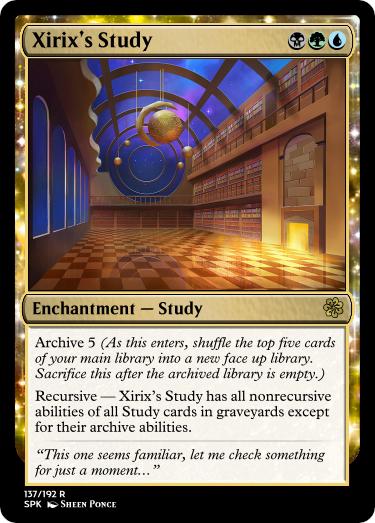 Xirix's Study
Enchantment — Study
Archive 5 (As this enters, shuffle the top five cards
of your main library into a new face up library.
Sacrifice this after the archived library is empty.)
Recursive — Xirix's Study has all nonrecursive
abilities of all Study cards in graveyards except
for their archive abilities.
"This one seems familiar, let me check something
for just a moment…"
137/192 R
SPK Sheen Ponce